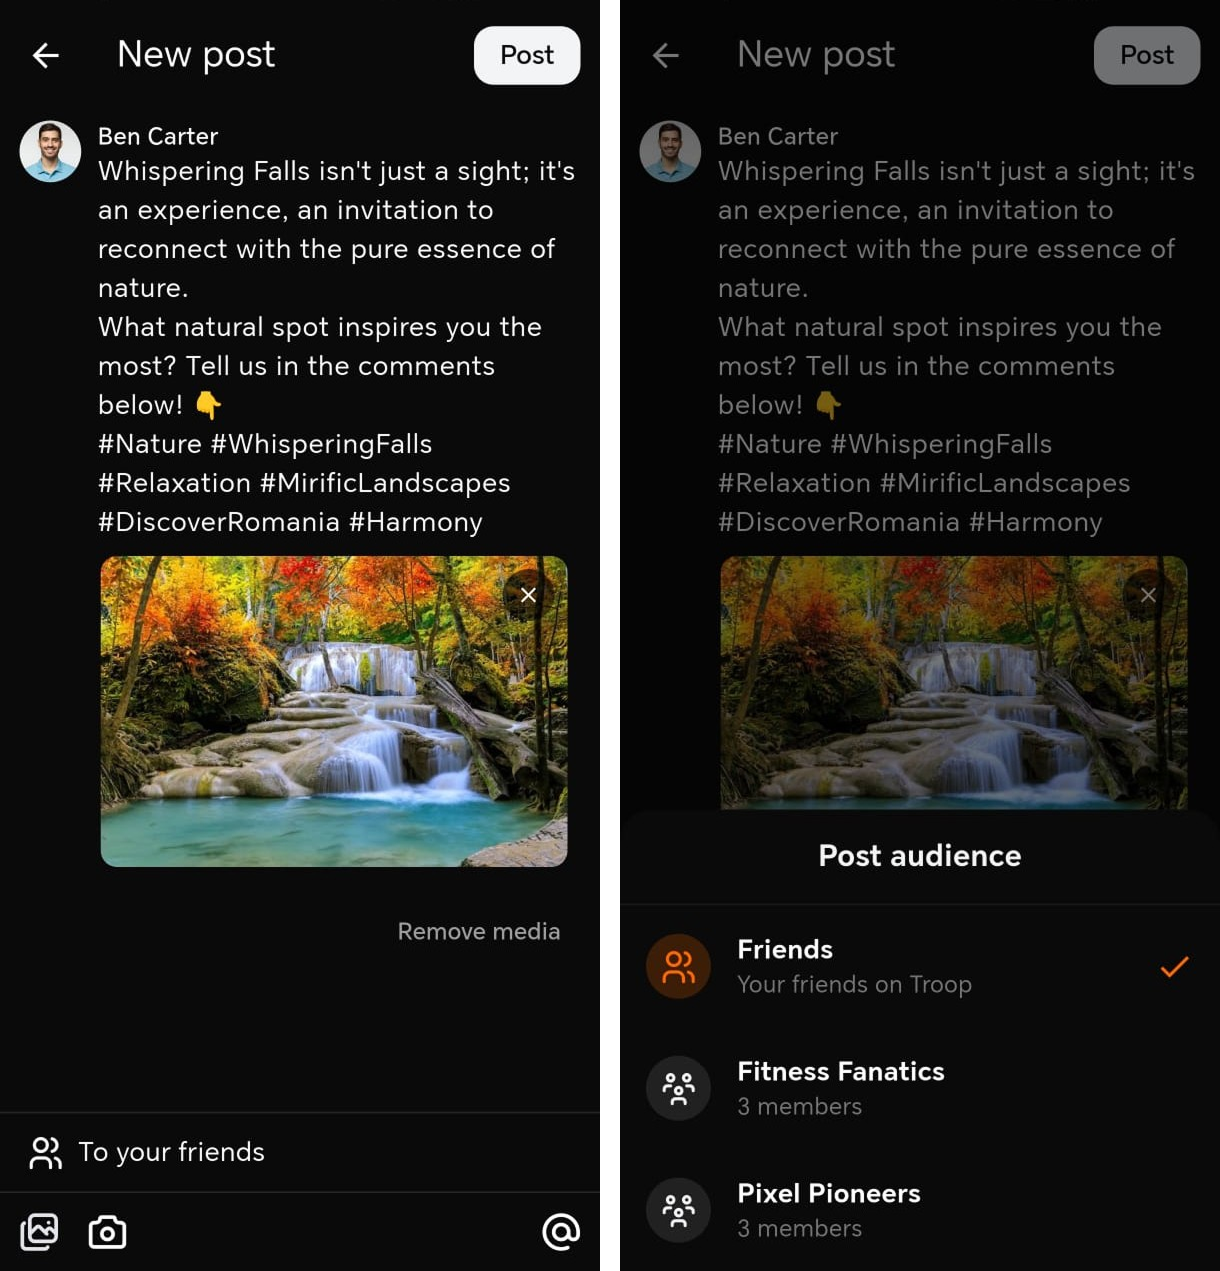 New post
Post
Ben Carter
Whispering Falls isn't just a sight; it's
an experience, an invitation to
reconnect with the pure essence of
nature.
What natural spot inspires you the
most? Tell us in the comments
below! 👇
#Nature #WhisperingFalls
#Relaxation #MirificLandscapes
#DiscoverRomania #Harmony
Remove media
To your friends
New post
Post
Ben Carter
Whispering Falls isn't just a sight; it's
an experience, an invitation to
reconnect with the pure essence of
nature.
What natural spot inspires you the
most? Tell us in the comments
below! 👇
#Nature #WhisperingFalls
#Relaxation #MirificLandscapes
#DiscoverRomania #Harmony
Post audience
Friends
Your friends on Troop
Fitness Fanatics
3 members
Pixel Pioneers
3 members